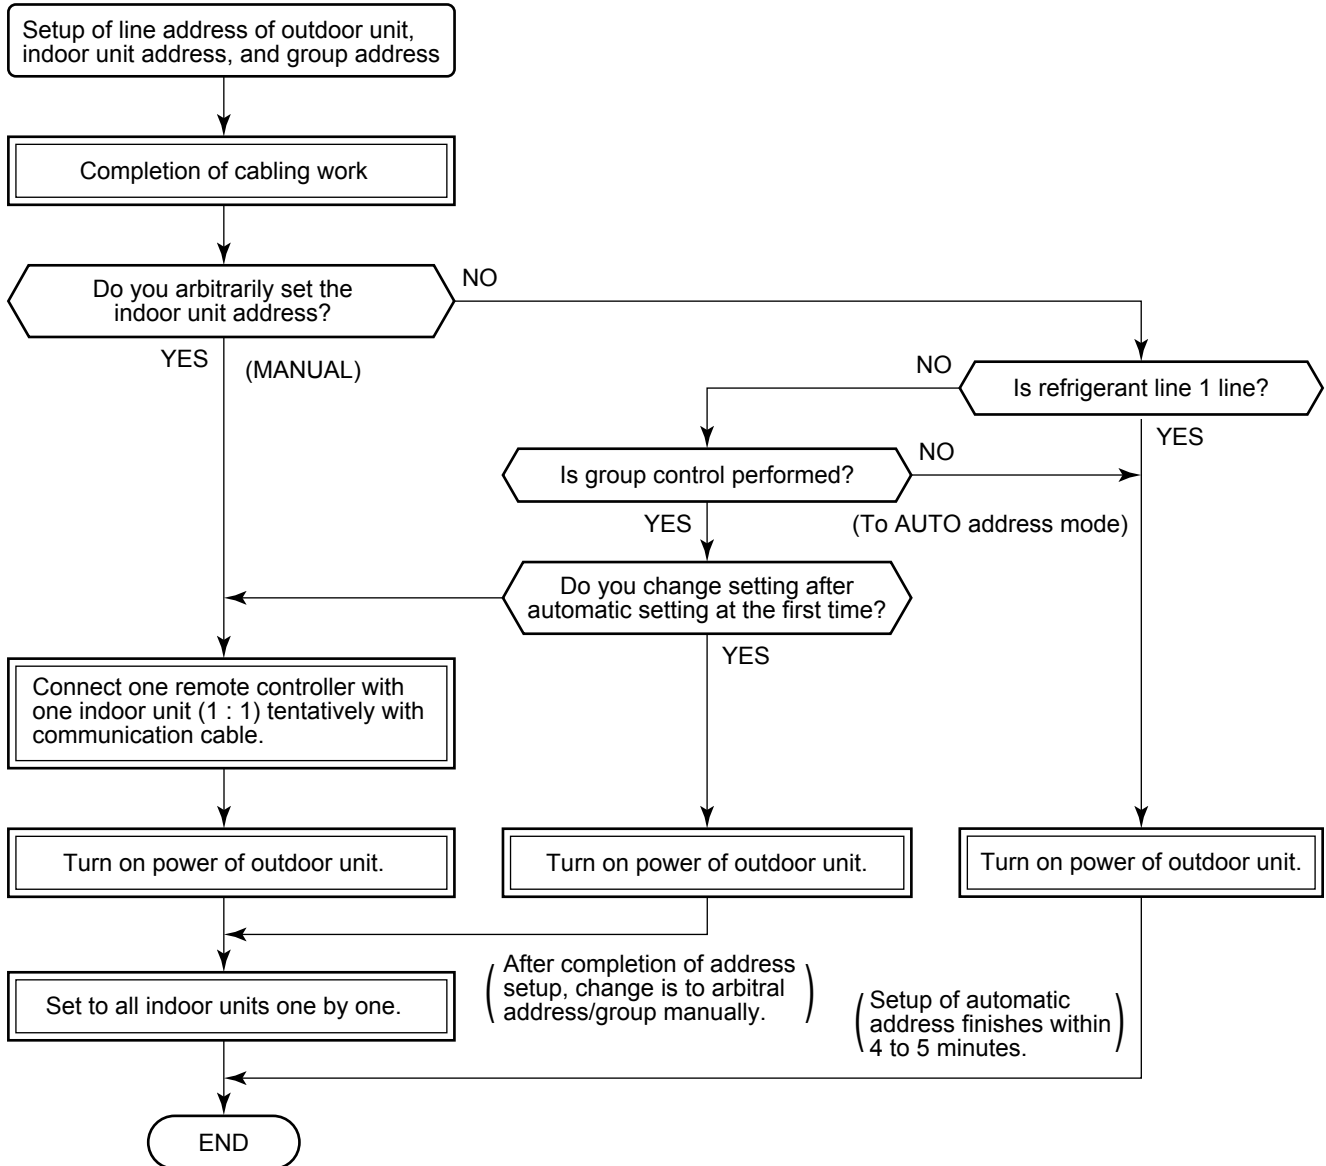 Setup of line address of outdoor unit,
indoor unit address, and group address
Completion of cabling work
Do you arbitrarily set the
indoor unit address?
NO
YES
(MANUAL)
NO
Is refrigerant line 1 line?
YES
Is group control performed?
NO
YES
(To AUTO address mode)
Do you change setting after
automatic setting at the first time?
YES
Connect one remote controller with
one indoor unit (1 : 1) tentatively with
communication cable.
Turn on power of outdoor unit.
Turn on power of outdoor unit.
Turn on power of outdoor unit.
Set to all indoor units one by one.
(After completion of address
setup, change is to arbitral
address/group manually.)
(Setup of automatic
address finishes within
4 to 5 minutes.)
END